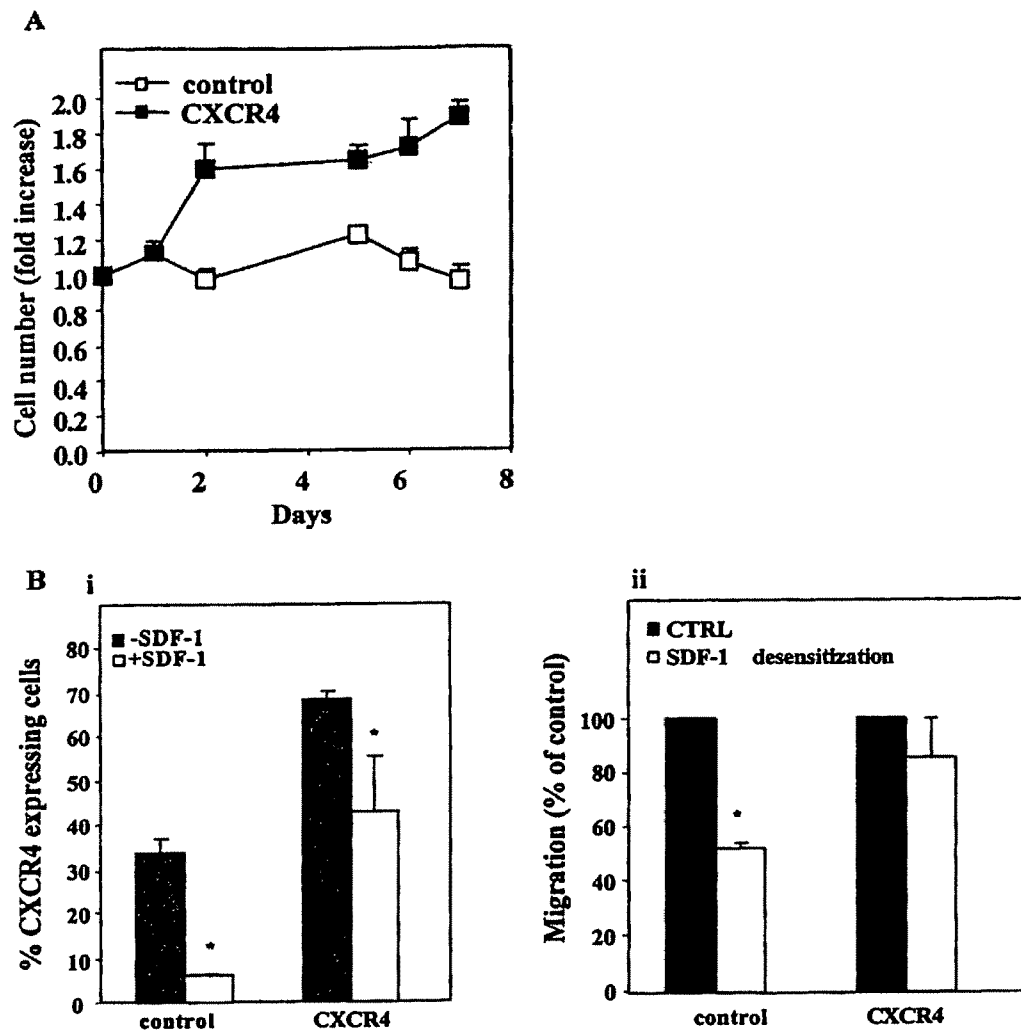 A
control
CXCR4
2.0
1.8
1.6
1.4
1.2
1.0
0.8
0.6
0.4
0.2
0.0
Cell number (fold increase)
0 2 4 6 8
Days
B i
-SDF-1
+SDF-1
80
70
60
50
40
30
20
10
0
% CXCR4 expressing cells
*
*
control CXCR4
ii
CTRL
SDF-1 desensitization
100
80
60
40
20
0
Migration (% of control)
*
control CXCR4